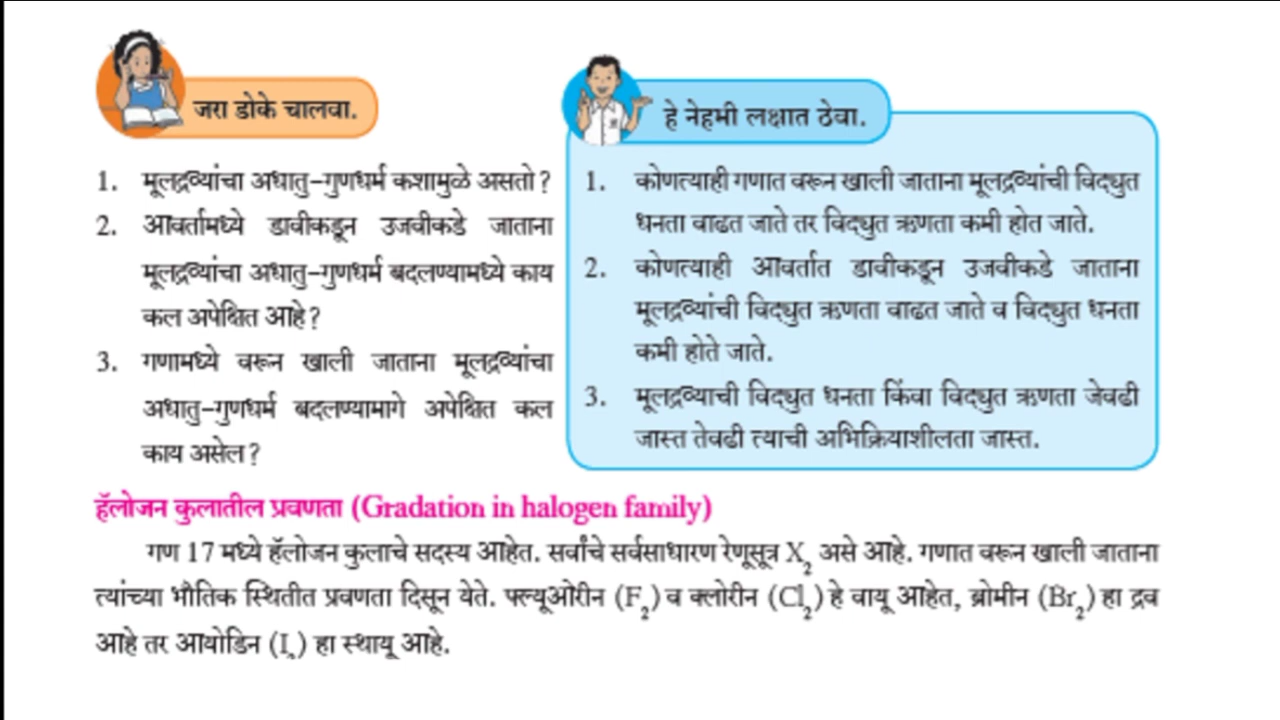 जरा डोके चालवा.
1. मूलद्रव्यांचा अधातु-गुणधर्म कशामुळे असतो?
2. आवर्तामध्ये डावीकडून उजवीकडे जाताना
मूलद्रव्यांचा अधातु-गुणधर्म बदलण्यामध्ये काय
कल अपेक्षित आहे?
3. गणामध्ये वरून खाली जाताना मूलद्रव्यांचा
अधातु-गुणधर्म बदलण्यामागे अपेक्षित कल
काय असेल?
हे नेहमी लक्षात ठेवा.
1. कोणत्याही गणात वरून खाली जाताना मूलद्रव्यांची विद्युत
धनता वाढत जाते तर विद्युत ऋणता कमी होत जाते.
2. कोणत्याही आवर्तात डावीकडून उजवीकडे जाताना
मूलद्रव्यांची विद्युत ऋणता वाढत जाते व विद्युत धनता
कमी होते जाते.
3. मूलद्रव्याची विद्युत धनता किंवा विद्युत ऋणता जेवढी
जास्त तेवढी त्याची अभिक्रियाशीलता जास्त.
हॅलोजन कुलातील प्रवणता (Gradation in halogen family)
गण 17 मध्ये हॅलोजन कुलाचे सदस्य आहेत. सर्वांचे सर्वसाधारण रेणूसूत्र X₂ असे आहे. गणात वरून खाली जाताना
त्यांच्या भौतिक स्थितीत प्रवणता दिसून येते. फ्ल्यूओरीन (F₂) व क्लोरीन (Cl₂) हे वायू आहेत, ब्रोमीन (Br₂) हा द्रव
आहे तर आयोडिन (I₂) हा स्थायू आहे.